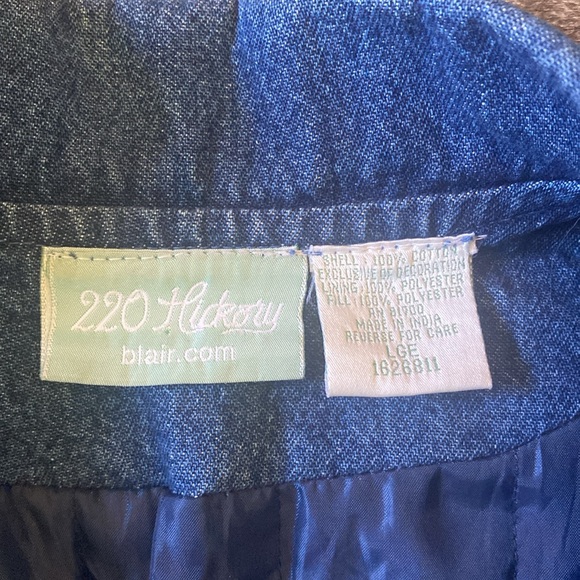 220 Hickory
blair.com
SHELL: 100% COTTON
EXCLUSIVE OF DECORATION
LINING: 100% POLYESTER
FILL: 100% POLYESTER
RN 81700
MADE IN INDIA
REVERSE FOR CARE
LGE
1626811